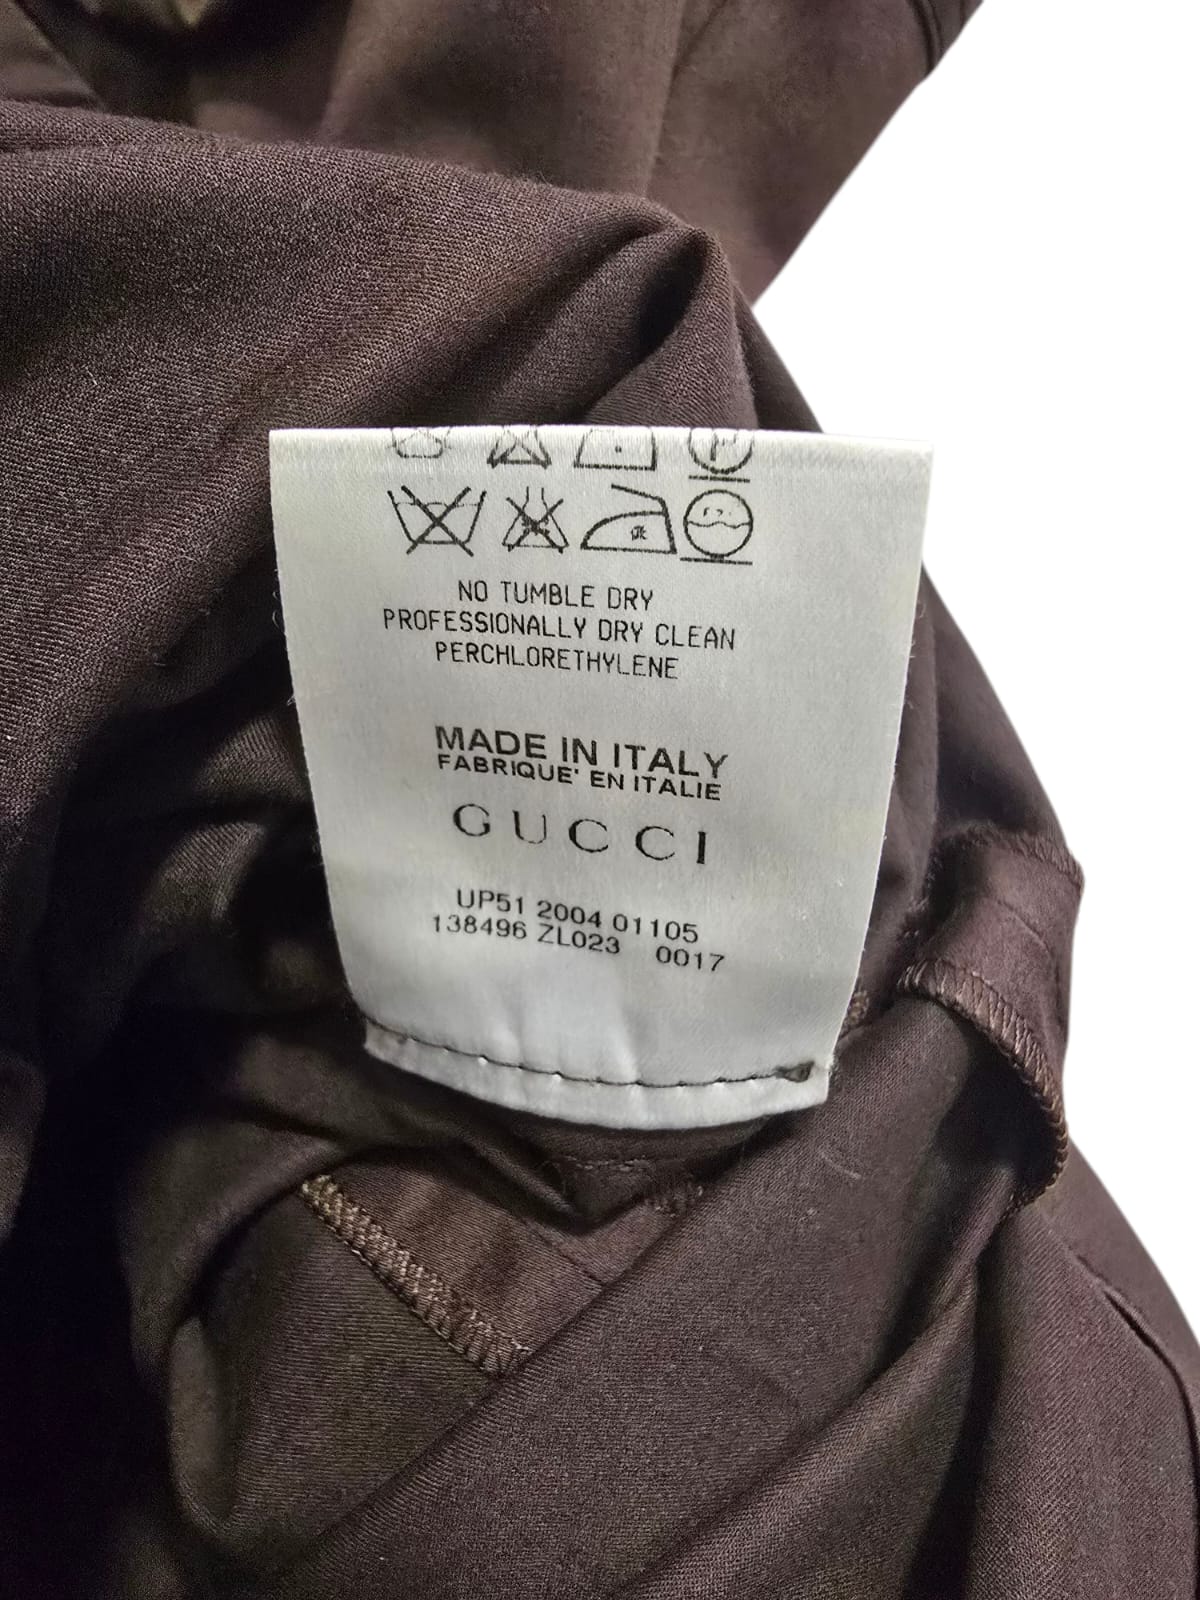 NO TUMBLE DRY
PROFESSIONALLY DRY CLEAN
PERCHLORETHYLENE
MADE IN ITALY
FABRIQUE' EN ITALIE
GUCCI
UP51 2004 01105
138496 ZL023 0017